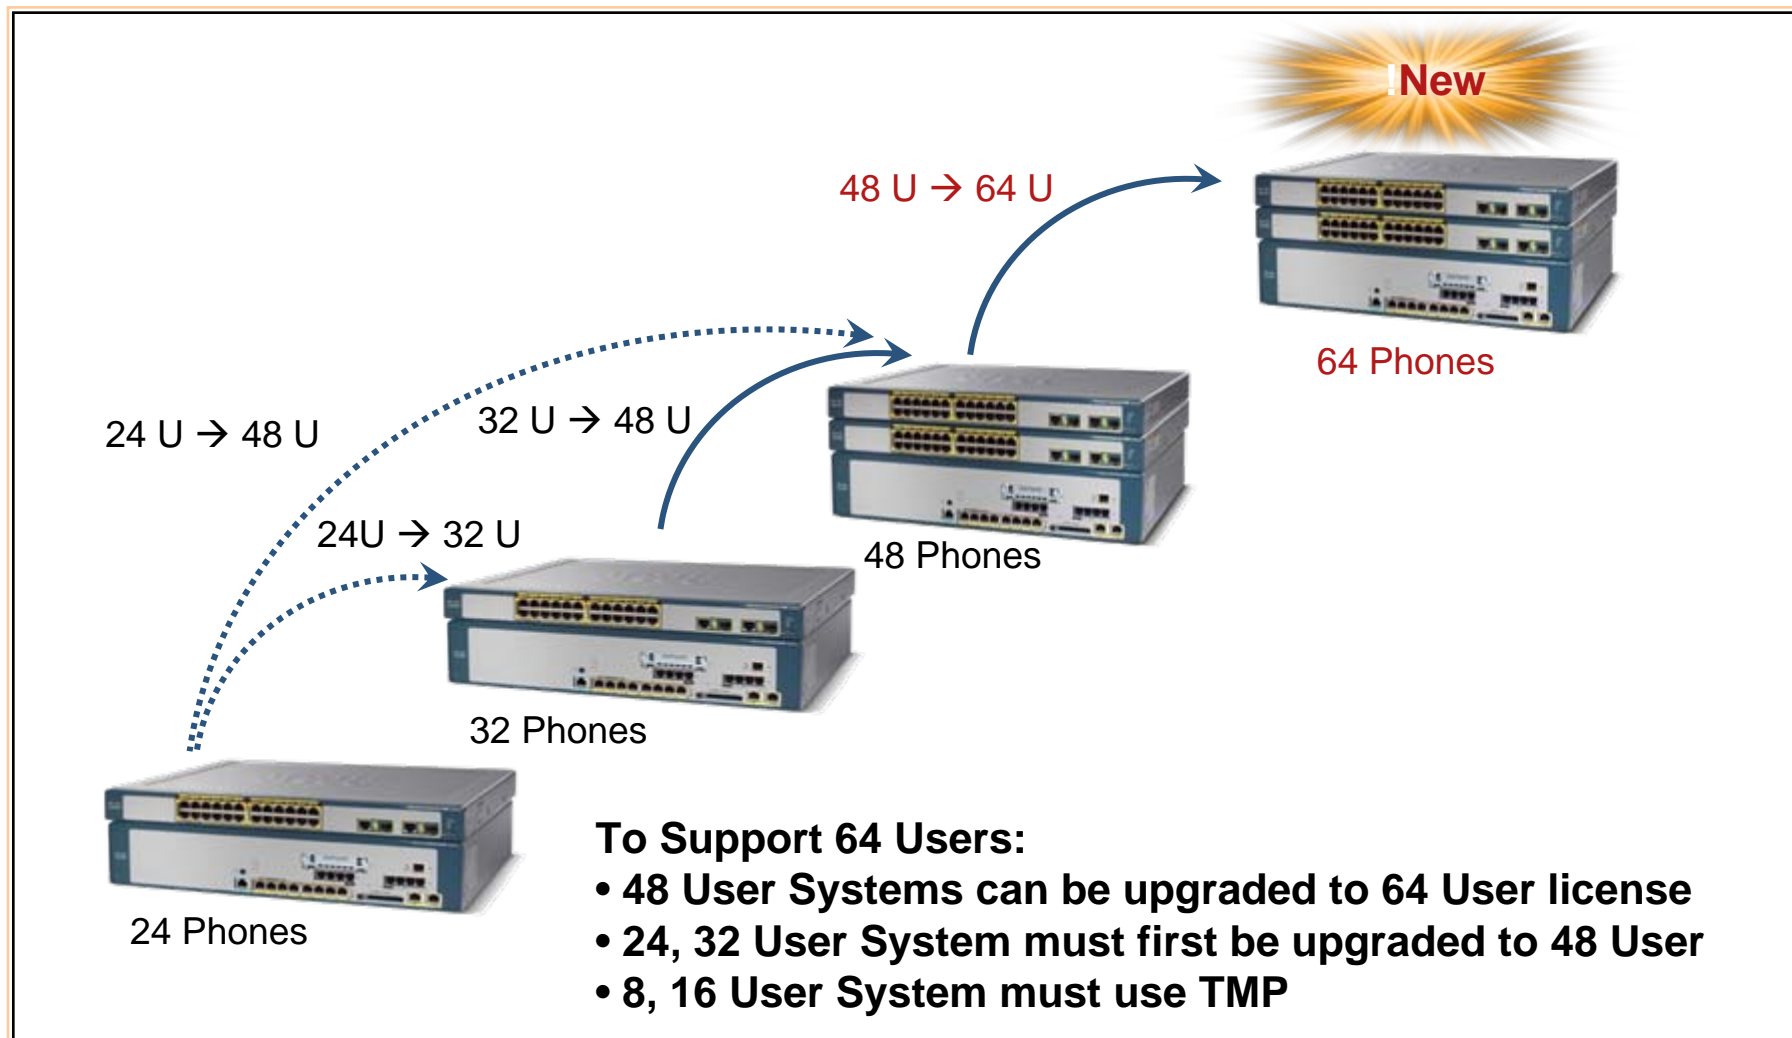 !New
48 U → 64 U
64 Phones
24 U → 48 U
32 U → 48 U
24U → 32 U
48 Phones
32 Phones
24 Phones
To Support 64 Users:
• 48 User Systems can be upgraded to 64 User license
• 24, 32 User System must first be upgraded to 48 User
• 8, 16 User System must use TMP